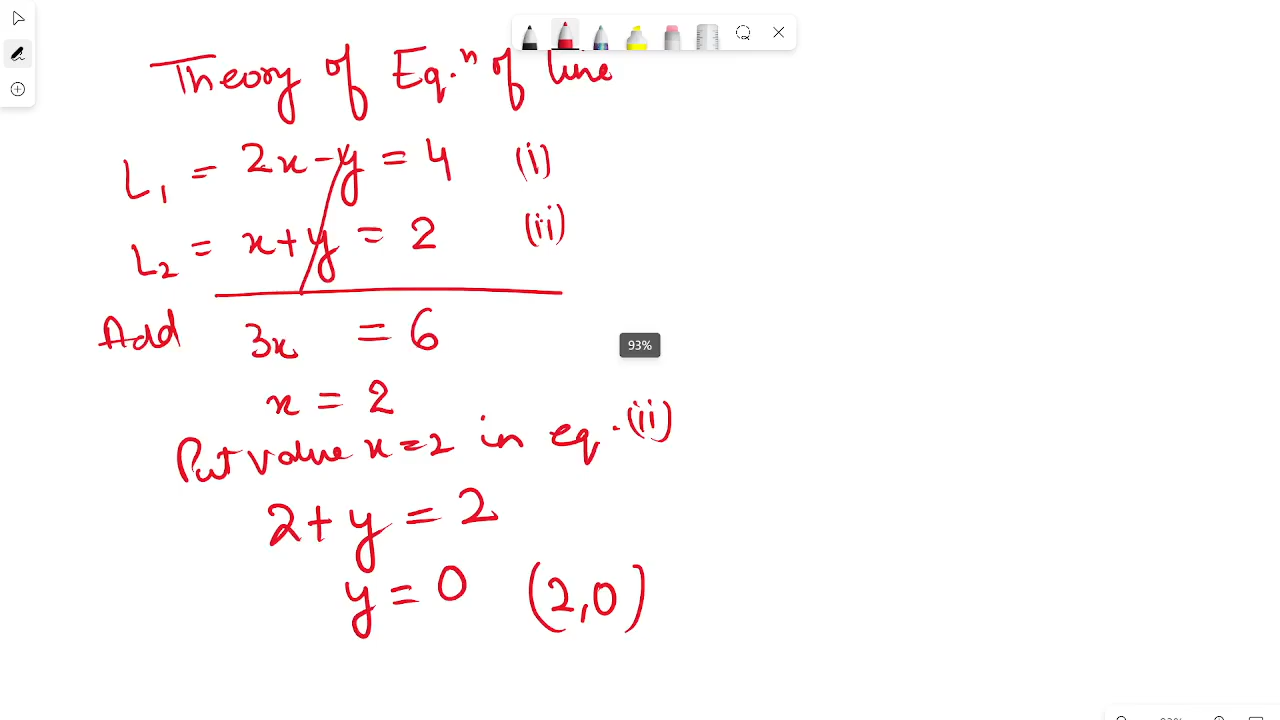 Theory of Eq.ⁿ of line
L₁ = 2x - y = 4 (i)
L₂ = x + y = 2 (ii)
Add 3x = 6
93%
x = 2
Put value x = 2 in eq. (ii)
2 + y = 2
y = 0 (2,0)